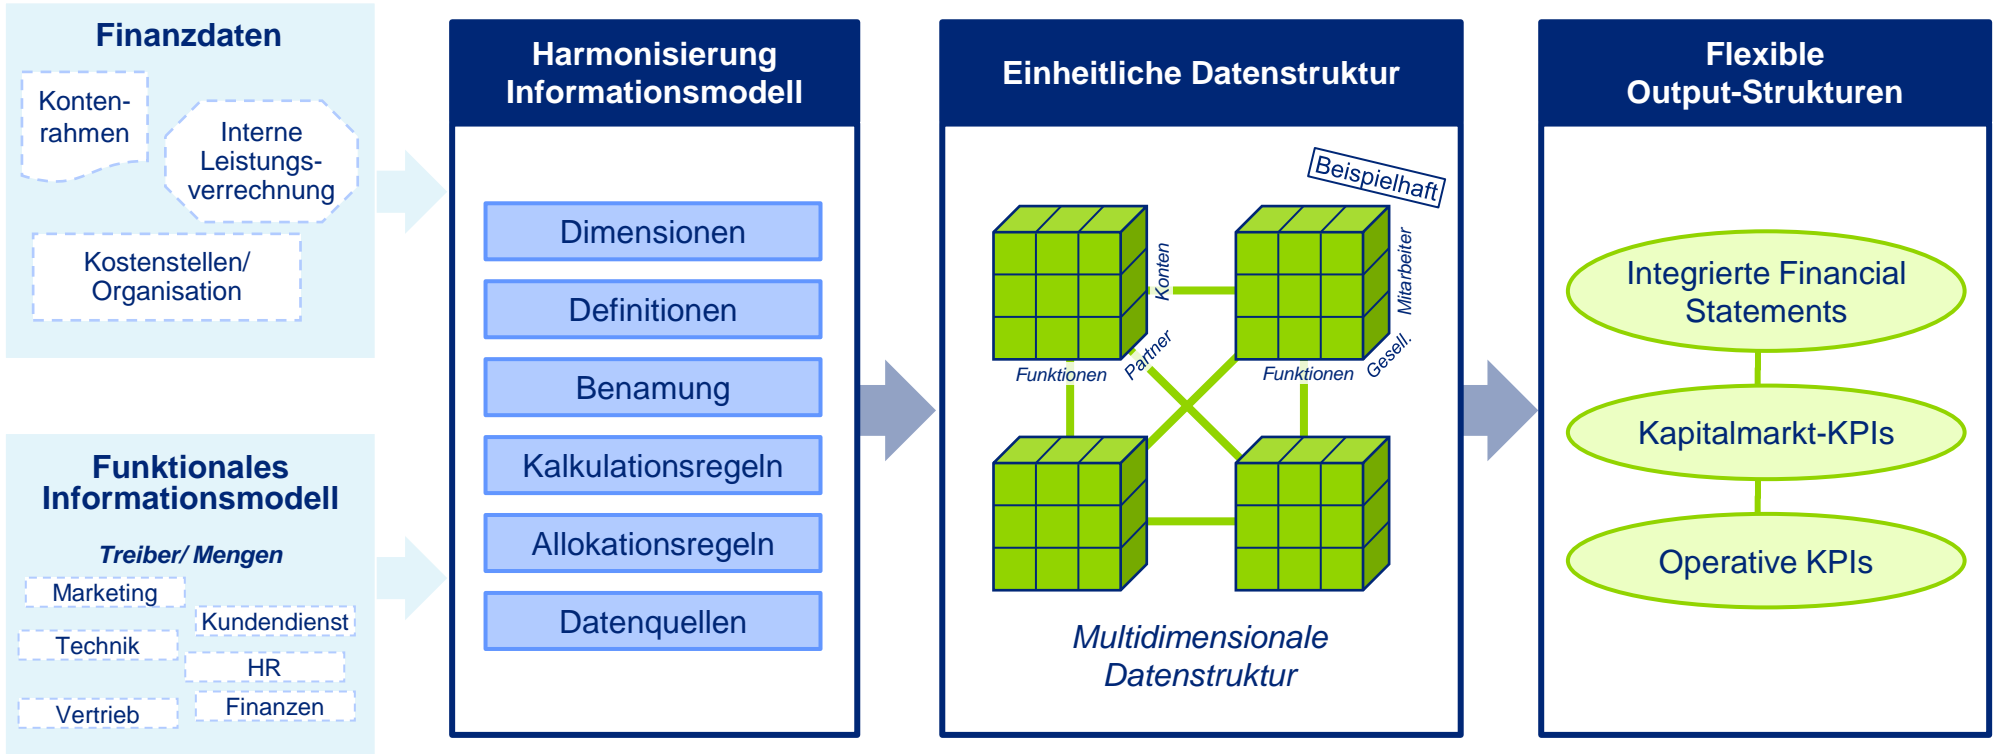 Finanzdaten
Konten-
rahmen
Interne
Leistungs-
verrechnung
Kostenstellen/
Organisation
Funktionales
Informationsmodell
Treiber/ Mengen
Marketing
Kundendienst
Technik
HR
Finanzen
Vertrieb
Harmonisierung
Informationsmodell
Dimensionen
Definitionen
Benamung
Kalkulationsregeln
Allokationsregeln
Datenquellen
Einheitliche Datenstruktur
Beispielhaft
Konten
Mitarbeiter
Partner
Gesell.
Funktionen
Funktionen
Multidimensionale
Datenstruktur
Flexible
Output-Strukturen
Integrierte Financial
Statements
Kapitalmarkt-KPIs
Operative KPIs